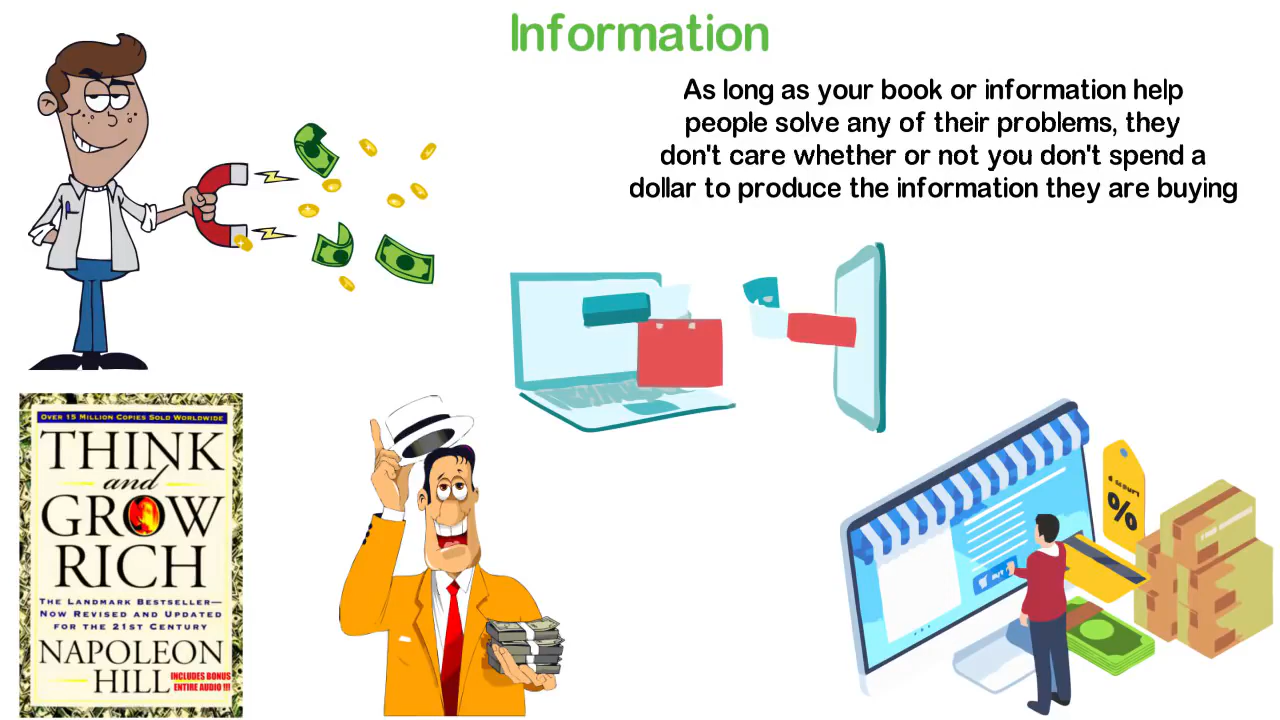 Information
As long as your book or information help
people solve any of their problems, they
don't care whether or not you don't spend a
dollar to produce the information they are buying
OVER 15 MILLION COPIES SOLD WORLDWIDE
THINK
and
GROW
RICH
THE LANDMARK BESTSELLER—
NOW REVISED AND UPDATED
FOR THE 21ST CENTURY
NAPOLEON
HILL
INCLUDES BONUS
ENTIRE AUDIO !!!
%